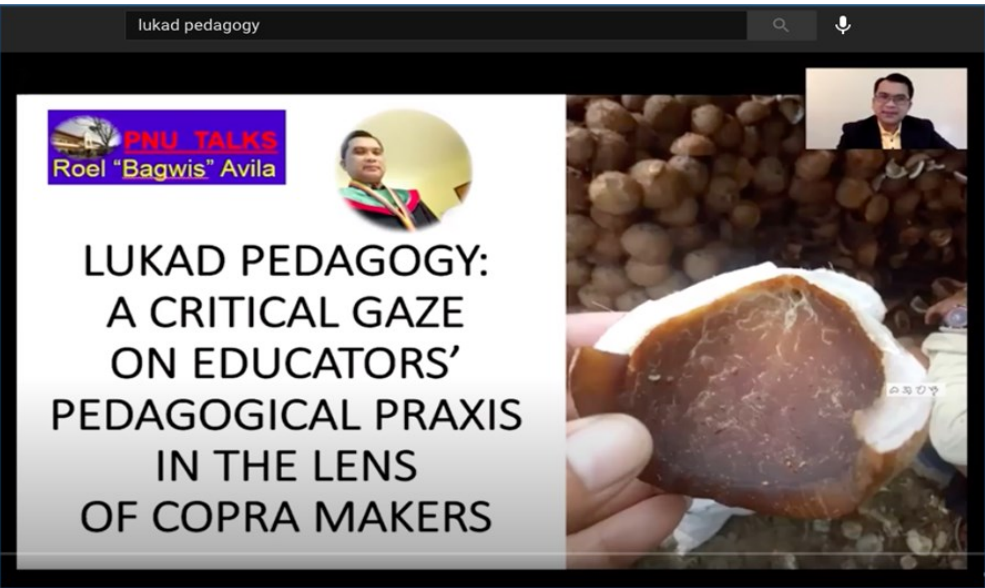 lukad pedagogy
PNU TALKS
Roel “Bagwis” Avila
LUKAD PEDAGOGY:
A CRITICAL GAZE
ON EDUCATORS’
PEDAGOGICAL PRAXIS
IN THE LENS
OF COPRA MAKERS